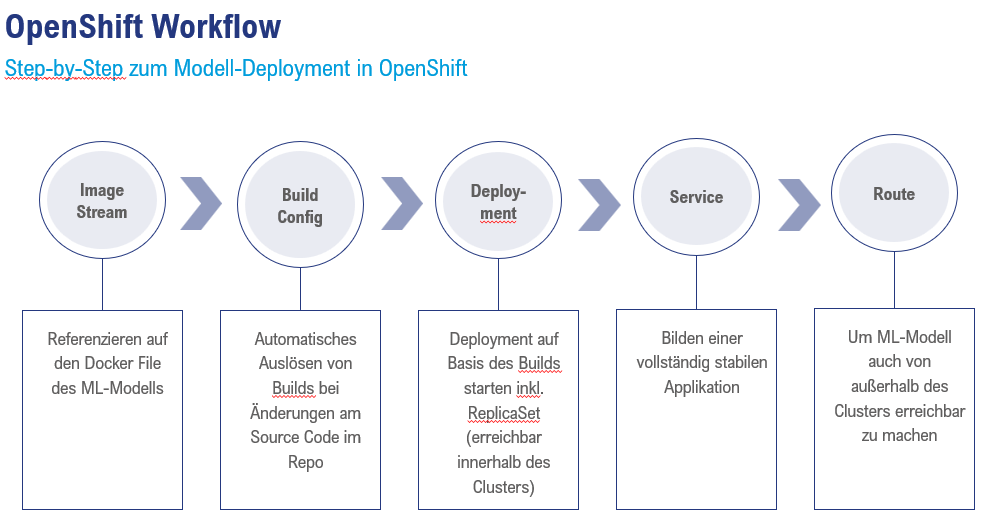 OpenShift Workflow
Step-by-Step zum Modell-Deployment in OpenShift
Image
Stream
Build
Config
Deploy-
ment
Service
Route
Referenzieren auf
den Docker File
des ML-Modells
Automatisches
Auslösen von
Builds bei
Änderungen am
Source Code im
Repo
Deployment auf
Basis des Builds
starten inkl.
ReplicaSet
(erreichbar
innerhalb des
Clusters)
Bilden einer
vollständig stabilen
Applikation
Um ML-Modell
auch von
außerhalb des
Clusters erreichbar
zu machen